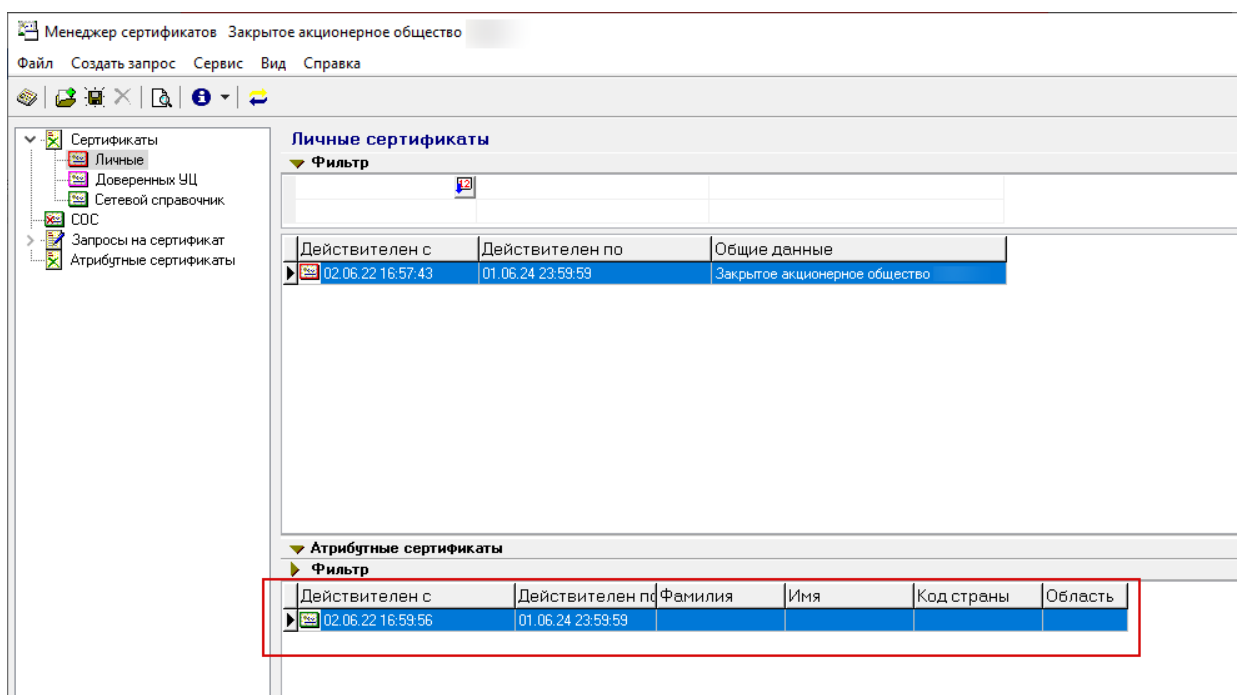 Менеджер сертификатов Закрытое акционерное общество
Файл Создать запрос Сервис Вид Справка
Сертификаты
Личные
Доверенных УЦ
Сетевой справочник
СОС
Запросы на сертификат
Атрибутные сертификаты
Личные сертификаты
Фильтр
12
Действителен с Действителен по Общие данные
02.06.22 16:57:43 01.06.24 23:59:59 Закрытое акционерное общество
Атрибутные сертификаты
Фильтр
Действителен с Действителен по Фамилия Имя Код страны Область
02.06.22 16:59:56 01.06.24 23:59:59